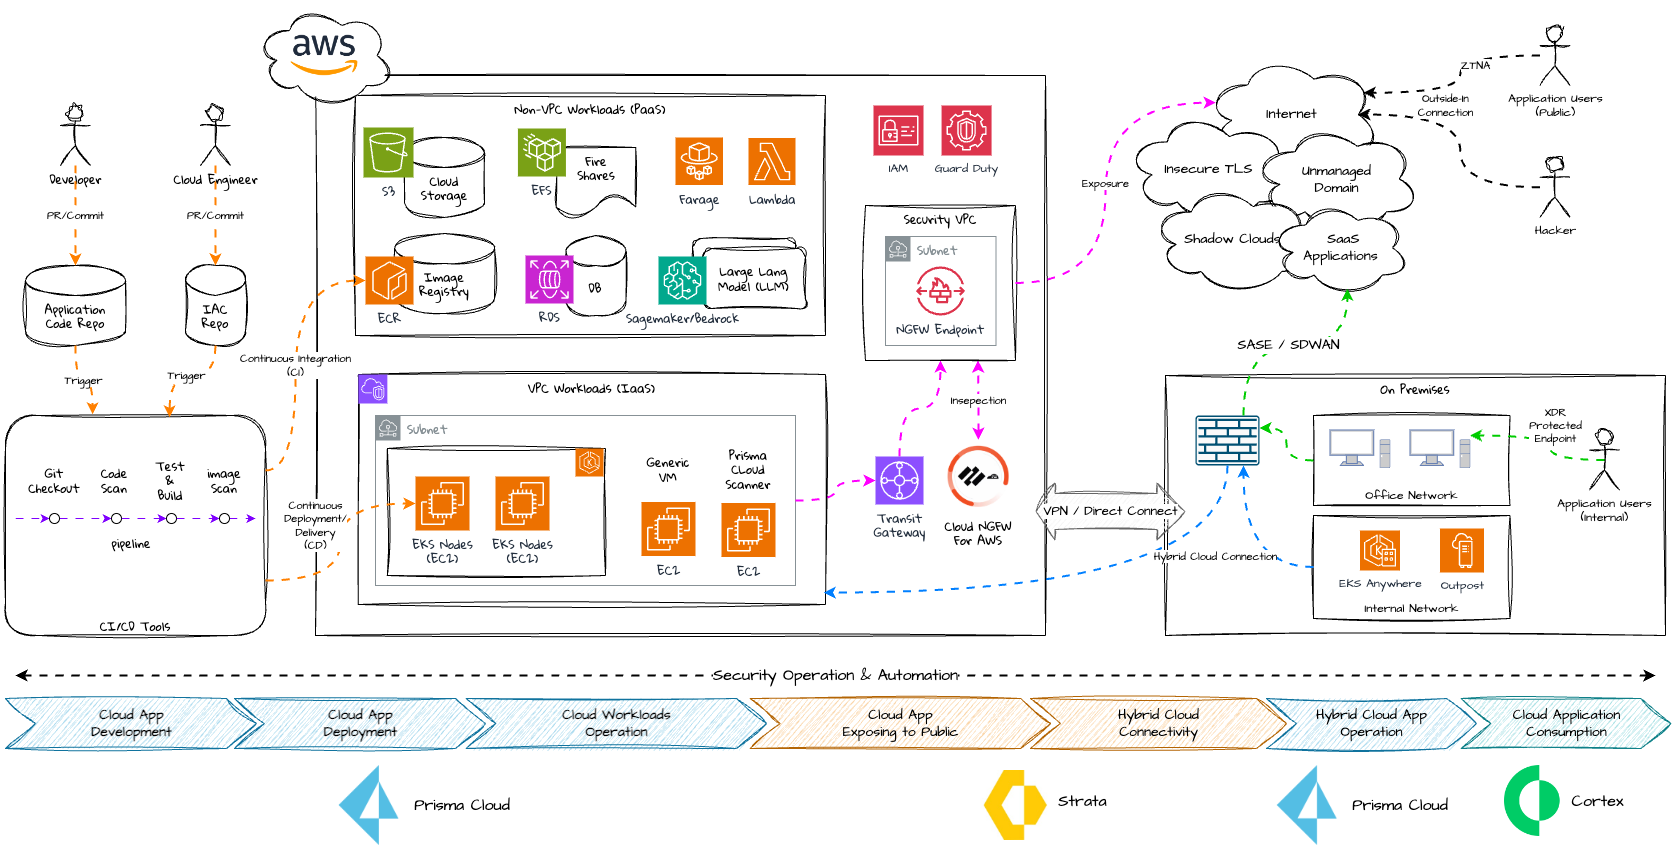 aws
Developer
PR/Commit
Application
Code Repo
Trigger
Cloud Engineer
PR/Commit
IAC
Repo
Trigger
Git
Checkout
Code
Scan
Test
&
Build
image
Scan
pipeline
CI/CD Tools
Continuous Integration
(Ci)
Continuous
Deployment/
Delivery
(CD)
Non-VPC Workloads (PaaS)
S3
Cloud
Storage
EFS
Fire
Shares
Farage
Lambda
ECR
Image
Registry
RDS
DB
Large Lang
Model (LLM)
Sagemaker/Bedrock
VPC Workloads (IaaS)
Subnet
EKS Nodes
(EC2)
EKS Nodes
(EC2)
Generic
VM
EC2
Prisma
CLoud
Scanner
EC2
IAM
Guard Duty
Security VPC
Subnet
NGFW Endpoint
Insepection
Transit
Gateway
Cloud NGFW
For AWS
Exposure
VPN / Direct Connect
Hybrid Cloud Connection
Internet
Insecure TLS
Unmanaged
Domain
Shadow Clouds
SaaS
Applications
ZTNA
Outside-In
Connection
Application Users
(Public)
Hacker
SASE / SDWAN
On Premises
Office Network
XDR
Protected
Endpoint
Application Users
(Internal)
EKS Anywhere
Outpost
Internal Network
Security Operation & Automation
Cloud App
Development
Cloud App
Deployment
Cloud Workloads
Operation
Cloud App
Exposing to Public
Hybrid Cloud
Connectivity
Hybrid Cloud App
Operation
Cloud Application
Consumption
Prisma Cloud
Strata
Prisma Cloud
Cortex